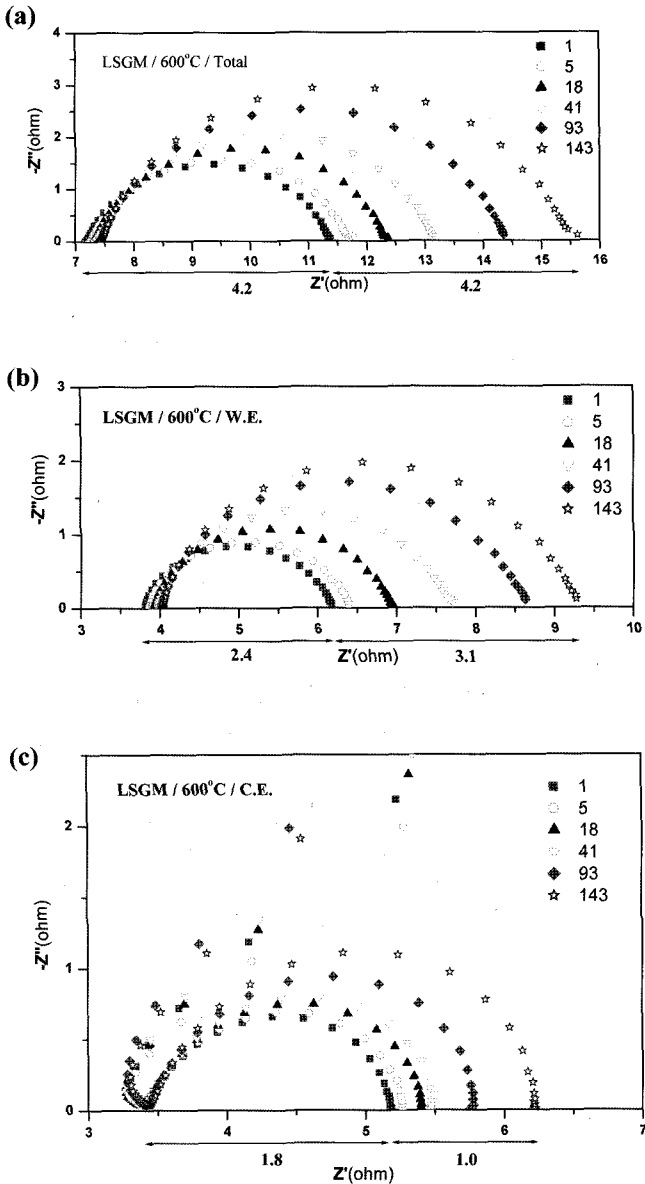 (a)
LSGM / 600°C / Total
-Z''(ohm)
4
3
2
1
0
1
5
18
41
93
143
7 8 9 10 11 12 13 14 15 16
4.2 Z'(ohm) 4.2
(b)
LSGM / 600°C / W.E.
-Z''(ohm)
3
2
1
0
1
5
18
41
93
143
3 4 5 6 7 8 9 10
2.4 Z'(ohm) 3.1
(c)
LSGM / 600°C / C.E.
-Z''(ohm)
2
1
0
1
5
18
41
93
143
3 4 5 6 7
1.8 Z'(ohm) 1.0